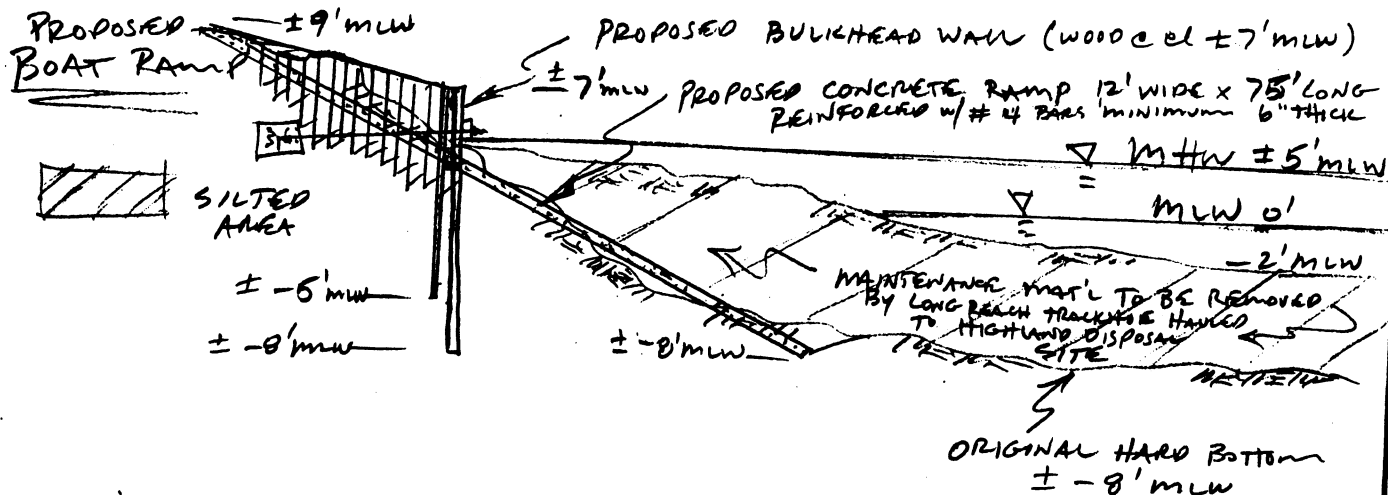 PROPOSED
BOAT RAMP
± 9' MLW
PROPOSED BULKHEAD WALL (WOOD @ el ± 7' MLW)
± 7' MLW
PROPOSED CONCRETE RAMP 12' WIDE x 75' LONG
REINFORCED w/ # 4 BARS MINIMUM 6" THICK
MHW ± 5' MLW
MLW 0'
-2' MLW
SILTED
AREA
± -6' MLW
± -8' MLW
± -8' MLW
MAINTENANCE MAT'L TO BE REMOVED
BY LONG REACH TRACKHOE HAULED
TO HIGHLAND DISPOSAL
SITE
ORIGINAL HARD BOTTOM
± -8' MLW